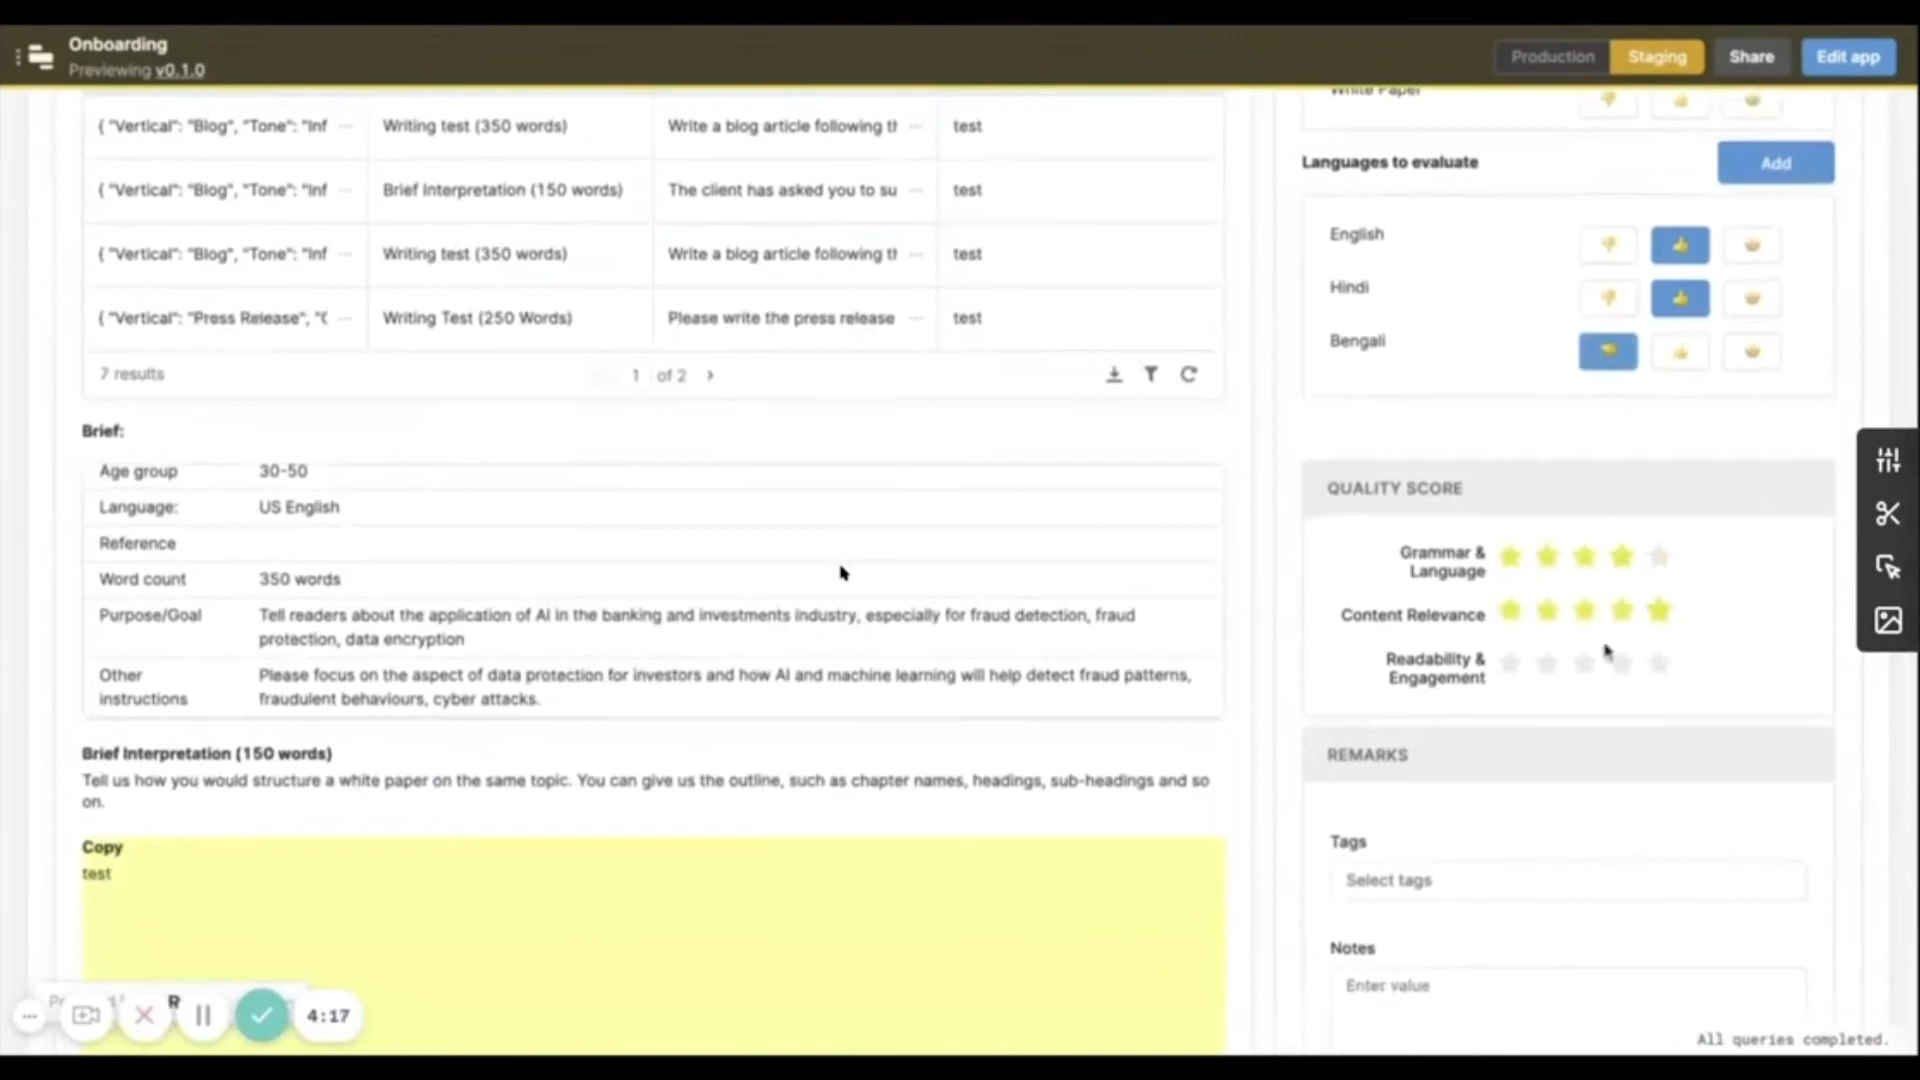 Onboarding
Previewing v0.1.0
Production Staging Share Edit app
{ "Vertical": "Blog", "Tone": "Inf ... Writing test (350 words) Write a blog article following tl ... test
{ "Vertical": "Blog", "Tone": "Inf ... Brief Interpretation (150 words) The client has asked you to su ... test
{ "Vertical": "Blog", "Tone": "Inf ... Writing test (350 words) Write a blog article following tl ... test
{ "Vertical": "Press Release", "( ... Writing Test (250 Words) Please write the press release ... test
7 results 1 of 2 >
Brief:
Age group 30-50
Language: US English
Reference
Word count 350 words
Purpose/Goal Tell readers about the application of AI in the banking and investments industry, especially for fraud detection, fraud
protection, data encryption
Other Please focus on the aspect of data protection for investors and how AI and machine learning will help detect fraud patterns,
instructions fraudulent behaviours, cyber attacks.
Brief Interpretation (150 words)
Tell us how you would structure a white paper on the same topic. You can give us the outline, such as chapter names, headings, sub-headings and so
on.
Copy
test
4:17
White Paper
Languages to evaluate Add
English
Hindi
Bengali
QUALITY SCORE
Grammar &
Language
Content Relevance
Readability &
Engagement
REMARKS
Tags
Select tags
Notes
Enter value
All queries completed.